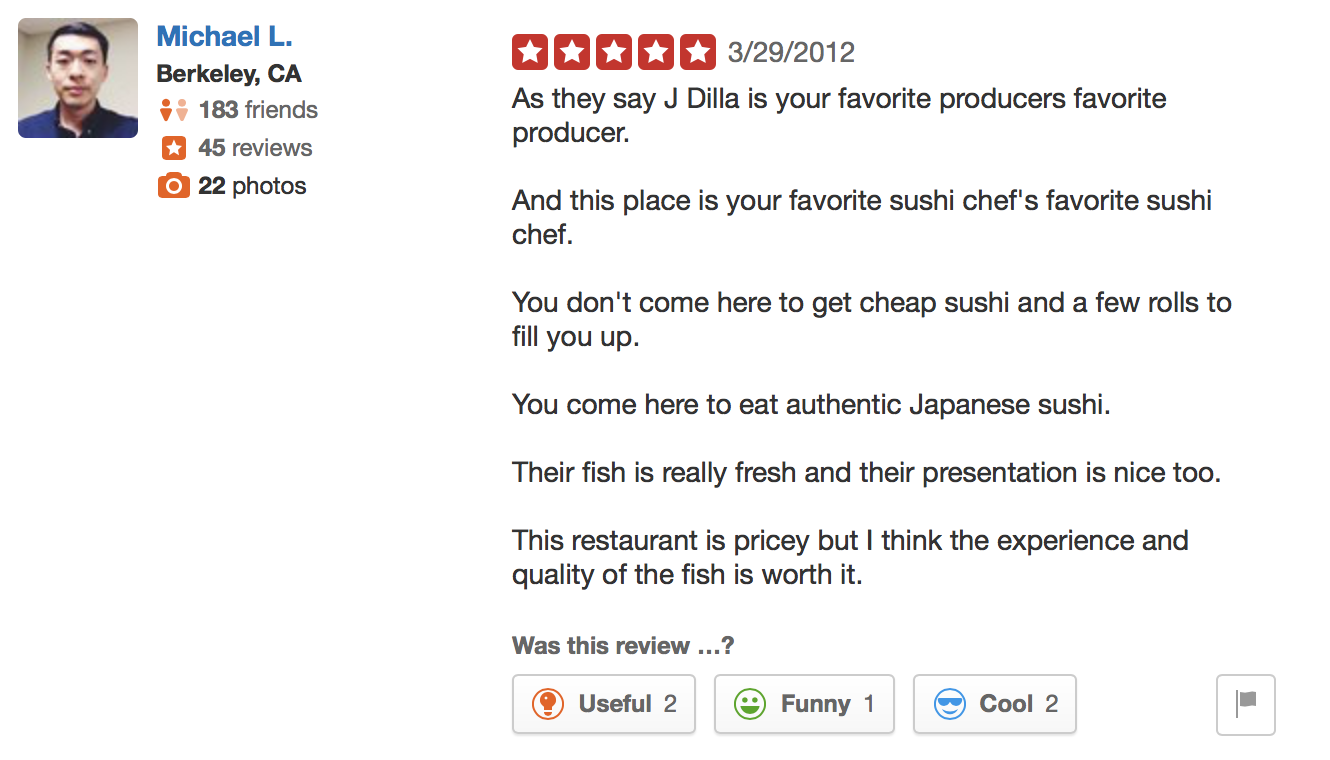 Michael L.
Berkeley, CA
183 friends
45 reviews
22 photos
3/29/2012
As they say J Dilla is your favorite producers favorite
producer.
And this place is your favorite sushi chef's favorite sushi
chef.
You don't come here to get cheap sushi and a few rolls to
fill you up.
You come here to eat authentic Japanese sushi.
Their fish is really fresh and their presentation is nice too.
This restaurant is pricey but I think the experience and
quality of the fish is worth it.
Was this review …?
Useful 2
Funny 1
Cool 2